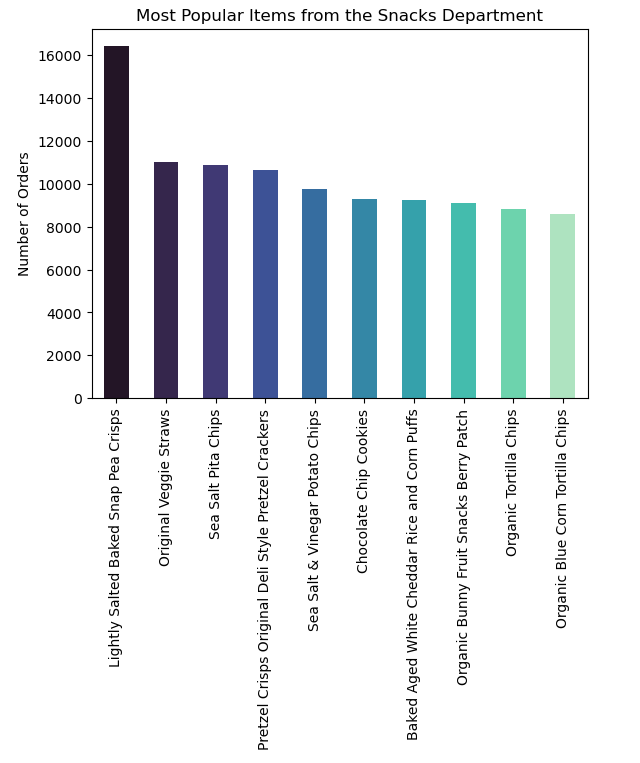 Most Popular Items from the Snacks Department
Number of Orders
16000
14000
12000
10000
8000
6000
4000
2000
0
Lightly Salted Baked Snap Pea Crisps
Original Veggie Straws
Sea Salt Pita Chips
Pretzel Crisps Original Deli Style Pretzel Crackers
Sea Salt & Vinegar Potato Chips
Chocolate Chip Cookies
Baked Aged White Cheddar Rice and Corn Puffs
Organic Bunny Fruit Snacks Berry Patch
Organic Tortilla Chips
Organic Blue Corn Tortilla Chips